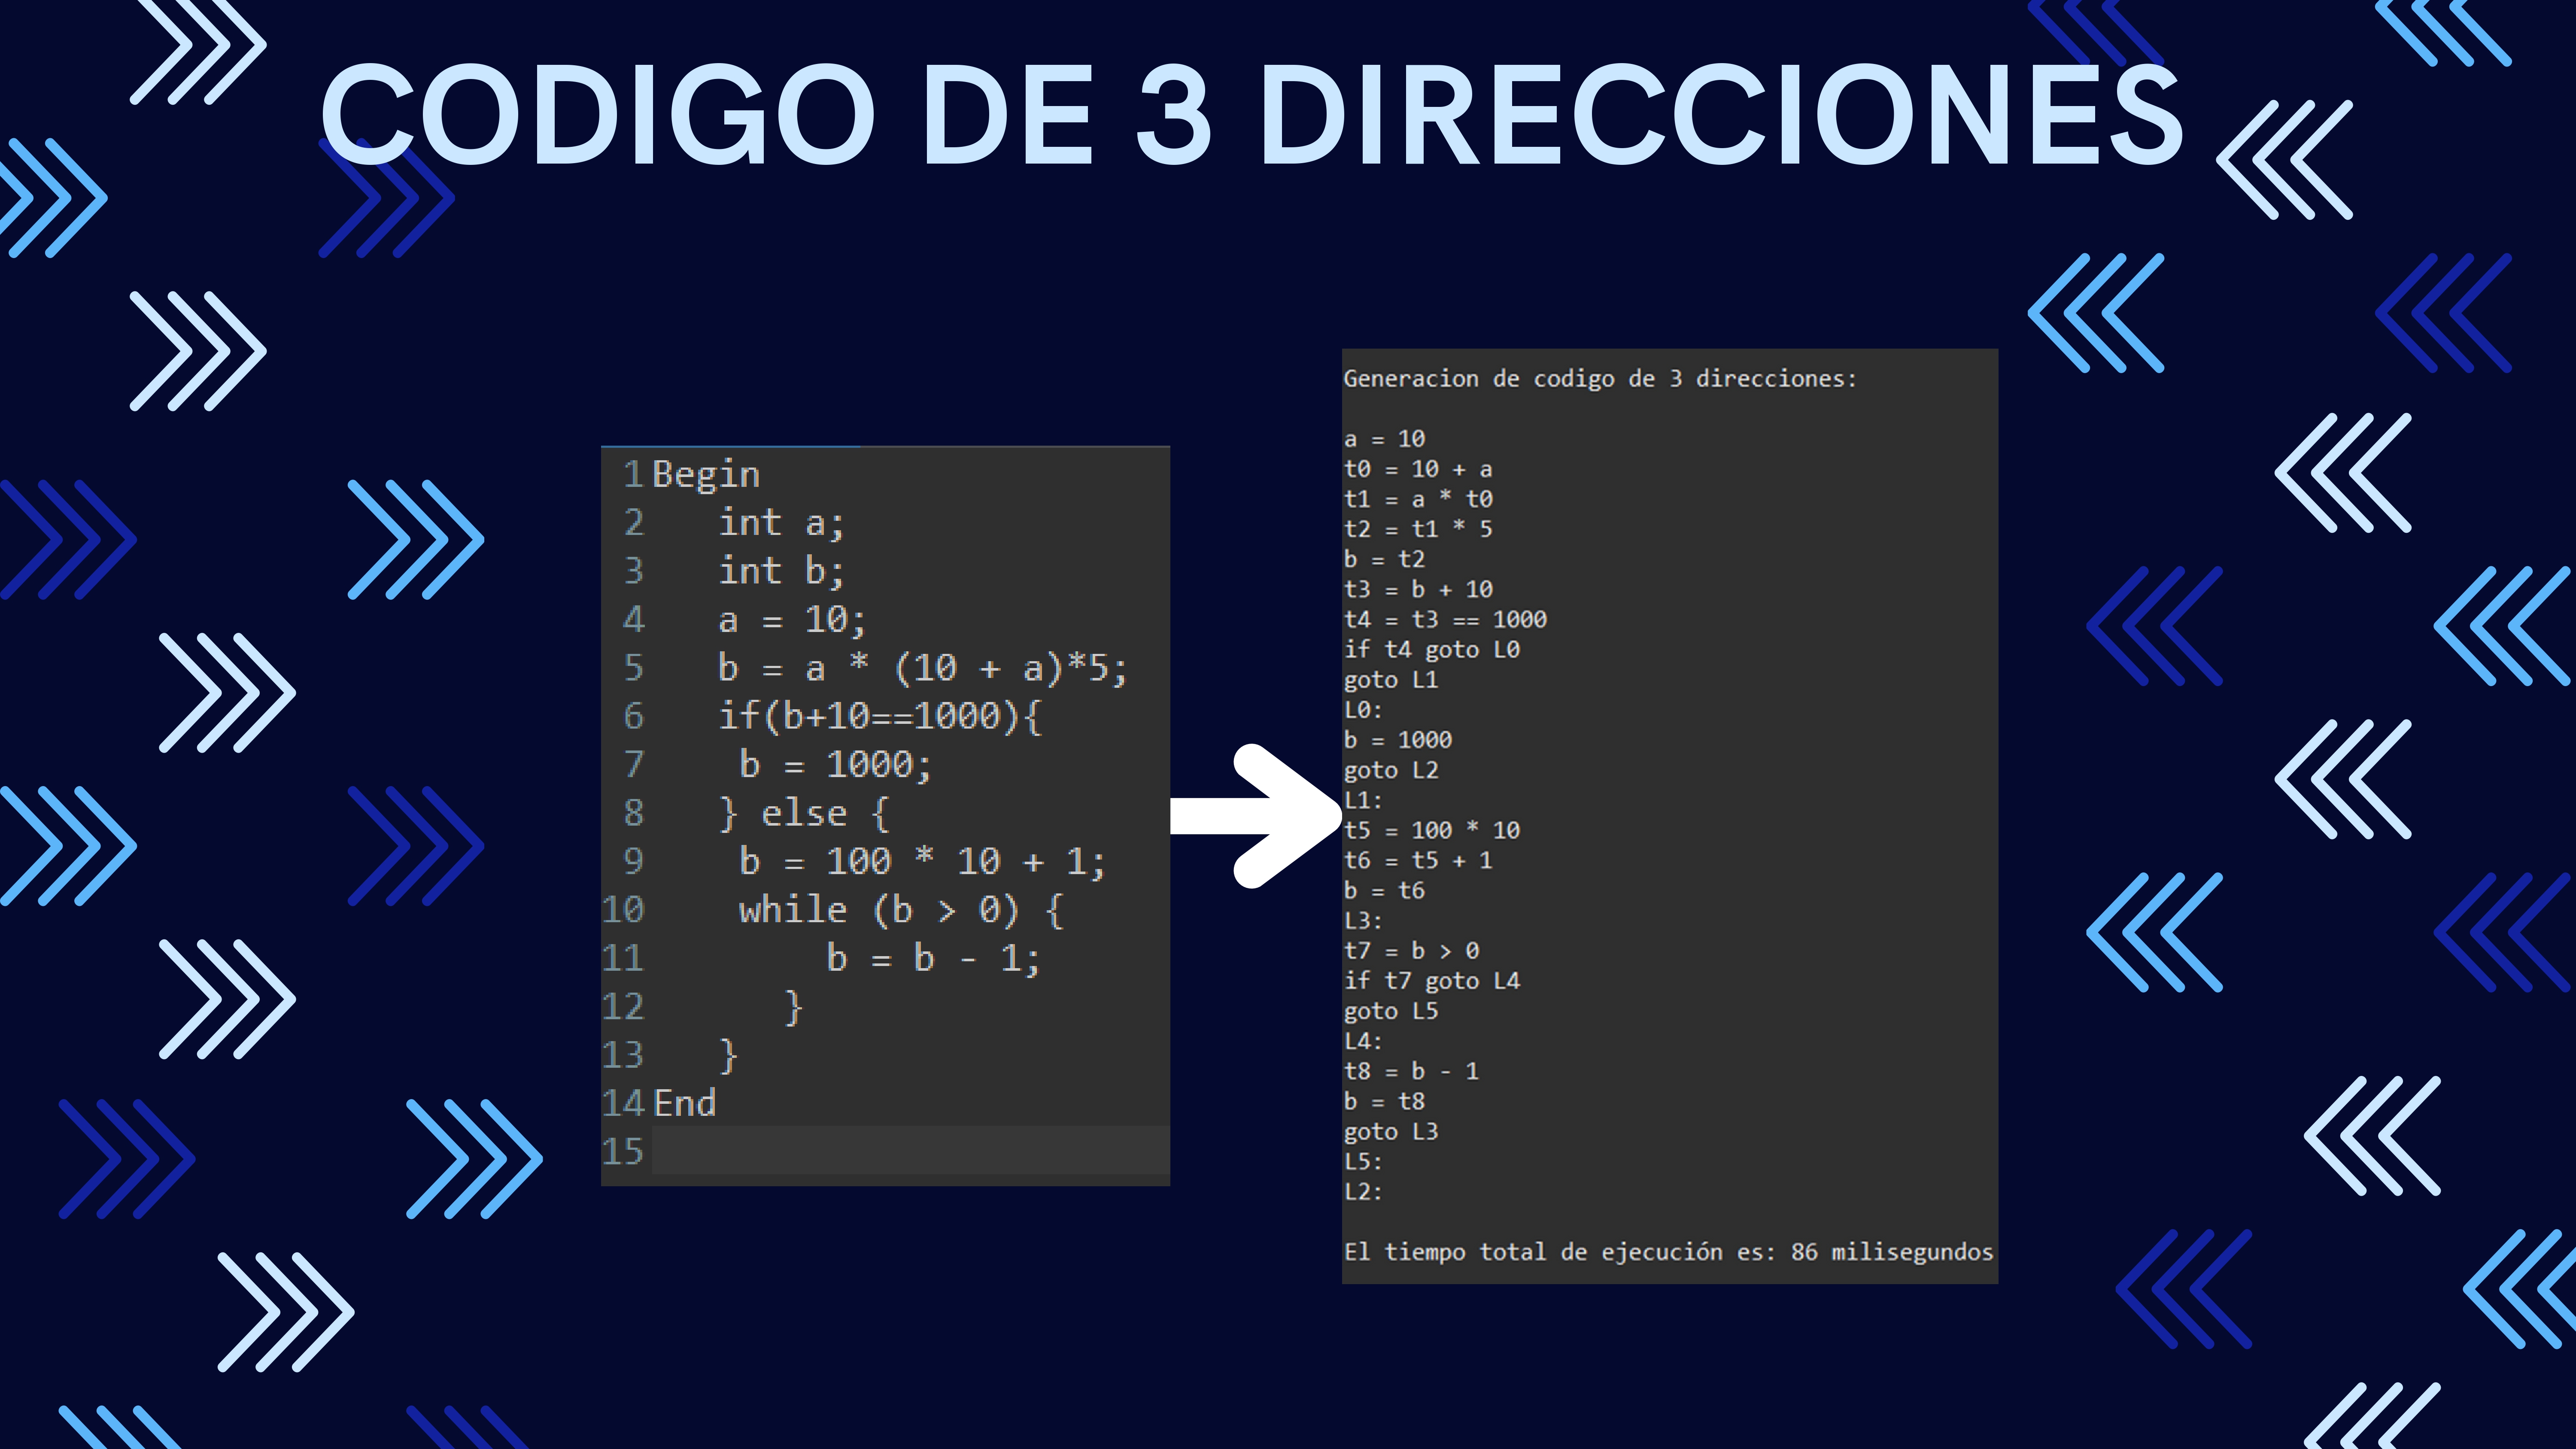 CODIGO DE 3 DIRECCIONES
1 Begin
2 int a;
3 int b;
4 a = 10;
5 b = a * (10 + a)*5;
6 if(b+10==1000){
7 b = 1000;
8 } else {
9 b = 100 * 10 + 1;
10 while (b > 0) {
11 b = b - 1;
12 }
13 }
14 End
15
Generacion de codigo de 3 direcciones:
a = 10
t0 = 10 + a
t1 = a * t0
t2 = t1 * 5
b = t2
t3 = b + 10
t4 = t3 == 1000
if t4 goto L0
goto L1
L0:
b = 1000
goto L2
L1:
t5 = 100 * 10
t6 = t5 + 1
b = t6
L3:
t7 = b > 0
if t7 goto L4
goto L5
L4:
t8 = b - 1
b = t8
goto L3
L5:
L2:
El tiempo total de ejecución es: 86 milisegundos